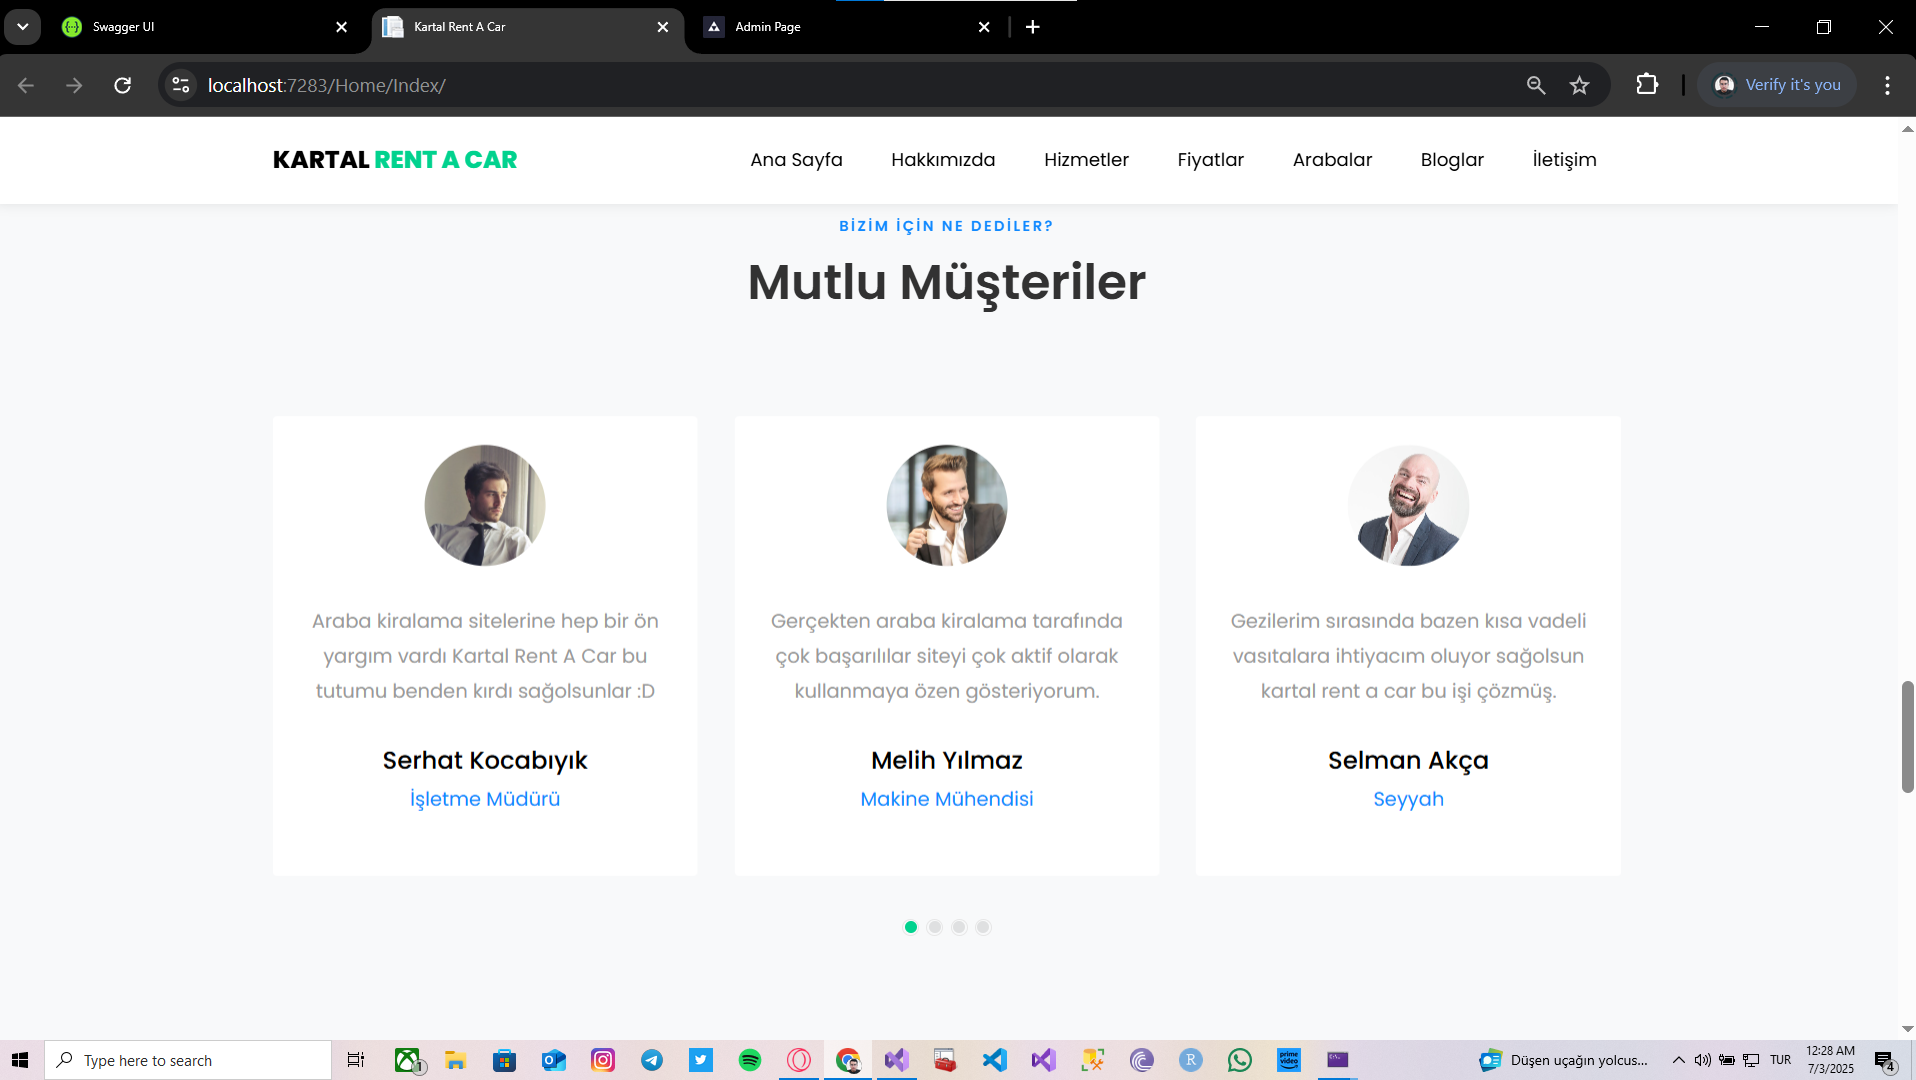 Swagger UI
Kartal Rent A Car
Admin Page
localhost:7283/Home/Index/
Verify it's you
KARTAL RENT A CAR
Ana Sayfa
Hakkımızda
Hizmetler
Fiyatlar
Arabalar
Bloglar
İletişim
BİZİM İÇİN NE DEDİLER?
Mutlu Müşteriler
Araba kiralama sitelerine hep bir ön
yargım vardı Kartal Rent A Car bu
tutumu benden kırdı sağolsunlar :D
Serhat Kocabıyık
İşletme Müdürü
Gerçekten araba kiralama tarafında
çok başarılılar siteyi çok aktif olarak
kullanmaya özen gösteriyorum.
Melih Yılmaz
Makine Mühendisi
Gezilerim sırasında bazen kısa vadeli
vasıtalara ihtiyacım oluyor sağolsun
kartal rent a car bu işi çözmüş.
Selman Akça
Seyyah
Type here to search
1
R
prime
video
Düşen uçağın yolcus...
TUR
12:28 AM
7/3/2025
4